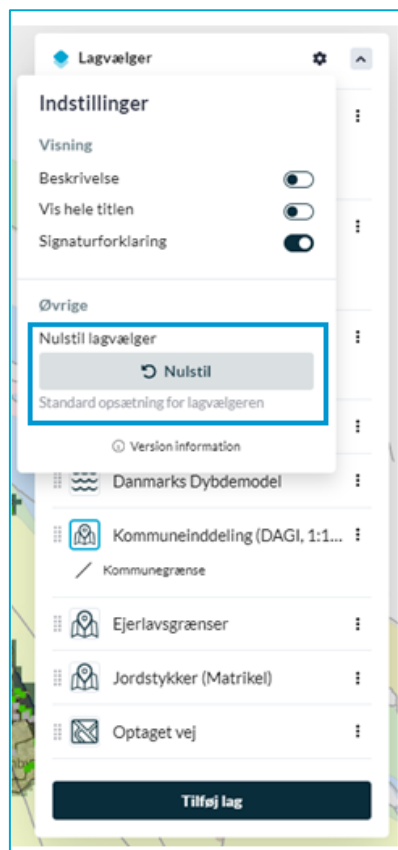 Lagvælger
Indstillinger
Visning
Beskrivelse
Vis hele titlen
Signaturforklaring
Øvrige
Nulstil lagvælger
Nulstil
Standard opsætning for lagvælgeren
Version information
Danmarks Dybdemodel
Kommuneinddeling (DAGI, 1:1...
Kommunegrænse
Ejerlavsgrænser
Jordstykker (Matrikel)
Optaget vej
Tilføj lag